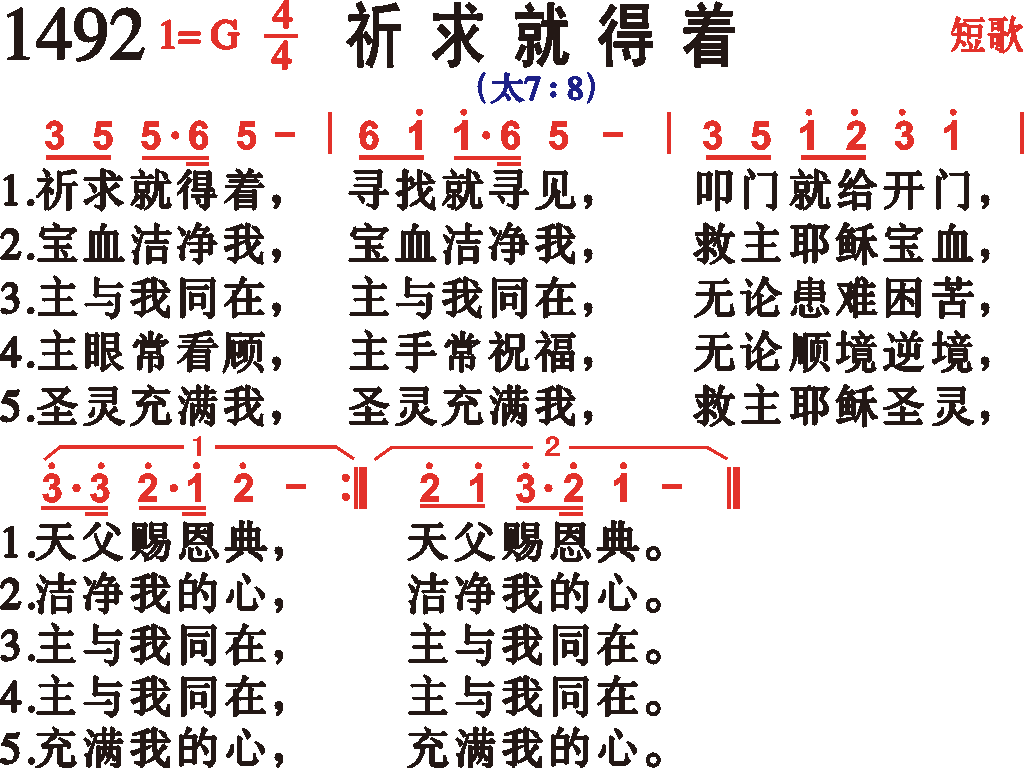 1492 1=G 4/4 祈求就得着 短歌
(太7:8)
3 5 5·6 5 － | 6 i i·6 5 － | 3 5 i 2̇ 3̇ i |
1.祈求就得着， 寻找就寻见， 叩门就给开门，
2.宝血洁净我， 宝血洁净我， 救主耶稣宝血，
3.主与我同在， 主与我同在， 无论患难困苦，
4.主眼常看顾， 主手常祝福， 无论顺境逆境，
5.圣灵充满我， 圣灵充满我， 救主耶稣圣灵，
1 2
3̇·3̇ 2̇·i 2̇ － :‖ 2̇ i 3̇·2̇ i － ‖
1.天父赐恩典， 天父赐恩典。
2.洁净我的心， 洁净我的心。
3.主与我同在， 主与我同在。
4.主与我同在， 主与我同在。
5.充满我的心， 充满我的心。